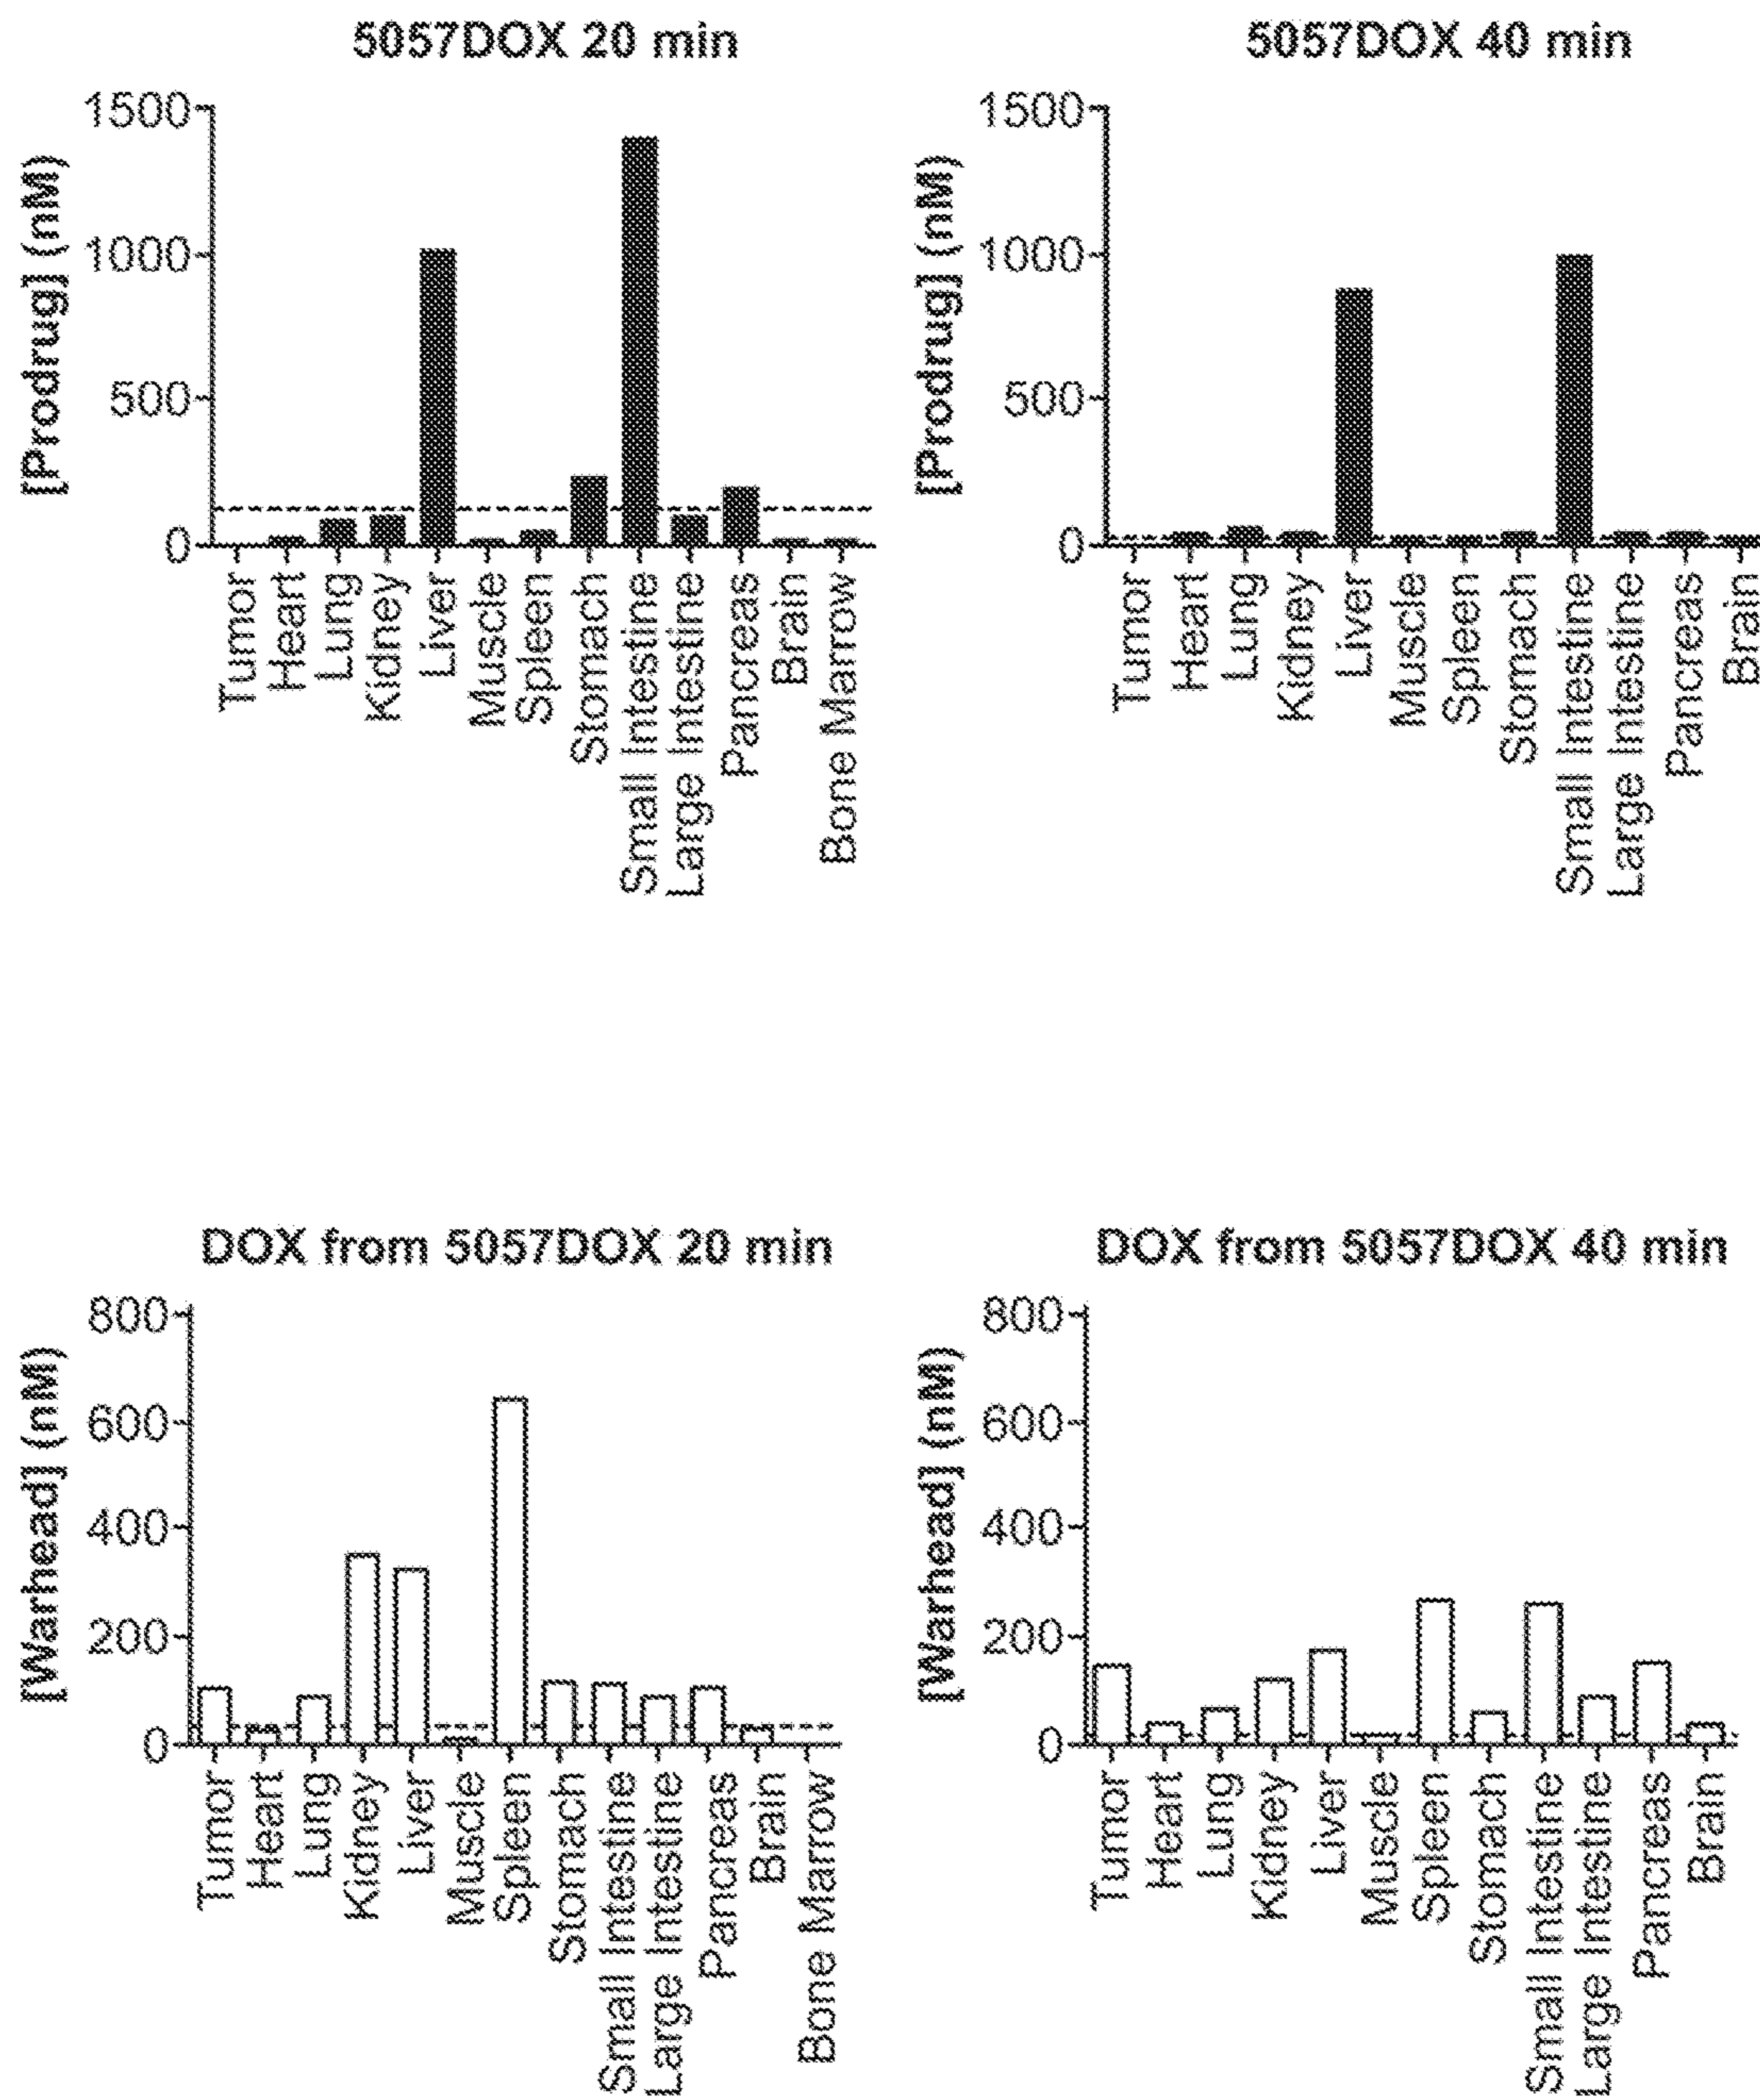 5057DOX 20 min
[Prodrug] (nM)
1500
1000
500
0
Tumor
Heart
Lung
Kidney
Liver
Muscle
Spleen
Stomach
Small Intestine
Large Intestine
Pancreas
Brain
Bone Marrow
5057DOX 40 min
[Prodrug] (nM)
1500
1000
500
0
Tumor
Heart
Lung
Kidney
Liver
Muscle
Spleen
Stomach
Small Intestine
Large Intestine
Pancreas
Brain
DOX from 5057DOX 20 min
[Warhead] (nM)
800
600
400
200
0
Tumor
Heart
Lung
Kidney
Liver
Muscle
Spleen
Stomach
Small Intestine
Large Intestine
Pancreas
Brain
Bone Marrow
DOX from 5057DOX 40 min
[Warhead] (nM)
800
600
400
200
0
Tumor
Heart
Lung
Kidney
Liver
Muscle
Spleen
Stomach
Small Intestine
Large Intestine
Pancreas
Brain